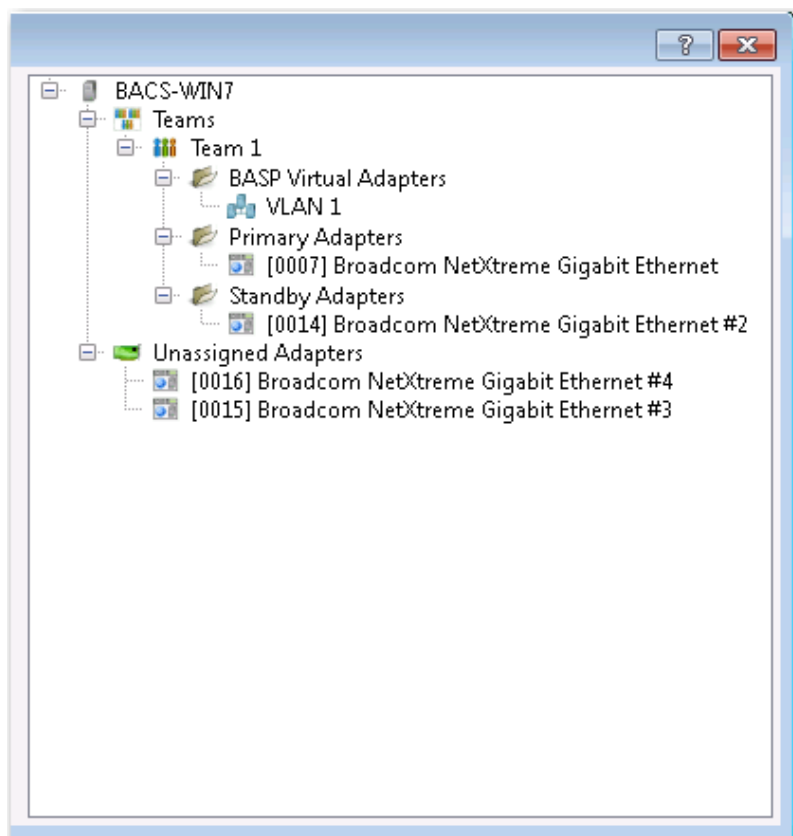 ?
BACS-WIN7
Teams
Team 1
BASP Virtual Adapters
VLAN 1
Primary Adapters
[0007] Broadcom NetXtreme Gigabit Ethernet
Standby Adapters
[0014] Broadcom NetXtreme Gigabit Ethernet #2
Unassigned Adapters
[0016] Broadcom NetXtreme Gigabit Ethernet #4
[0015] Broadcom NetXtreme Gigabit Ethernet #3